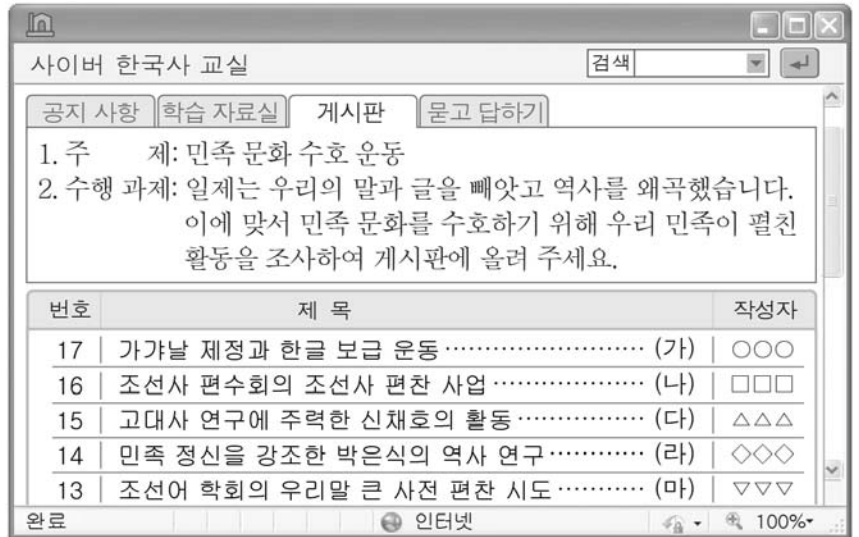 사이버 한국사 교실 검색
공지 사항 학습 자료실 게시판 묻고 답하기
1. 주 제: 민족 문화 수호 운동
2. 수행 과제: 일제는 우리의 말과 글을 빼앗고 역사를 왜곡했습니다.
이에 맞서 민족 문화를 수호하기 위해 우리 민족이 펼친
활동을 조사하여 게시판에 올려 주세요.
번호 제 목 작성자
17 가갸날 제정과 한글 보급 운동 ························ (가) ○○○
16 조선사 편수회의 조선사 편찬 사업 ·················· (나) □□□
15 고대사 연구에 주력한 신채호의 활동 ··············· (다) △△△
14 민족 정신을 강조한 박은식의 역사 연구 ············ (라) ◇◇◇
13 조선어 학회의 우리말 큰 사전 편찬 시도 ··········· (마) ▽▽▽
완료 인터넷 100%